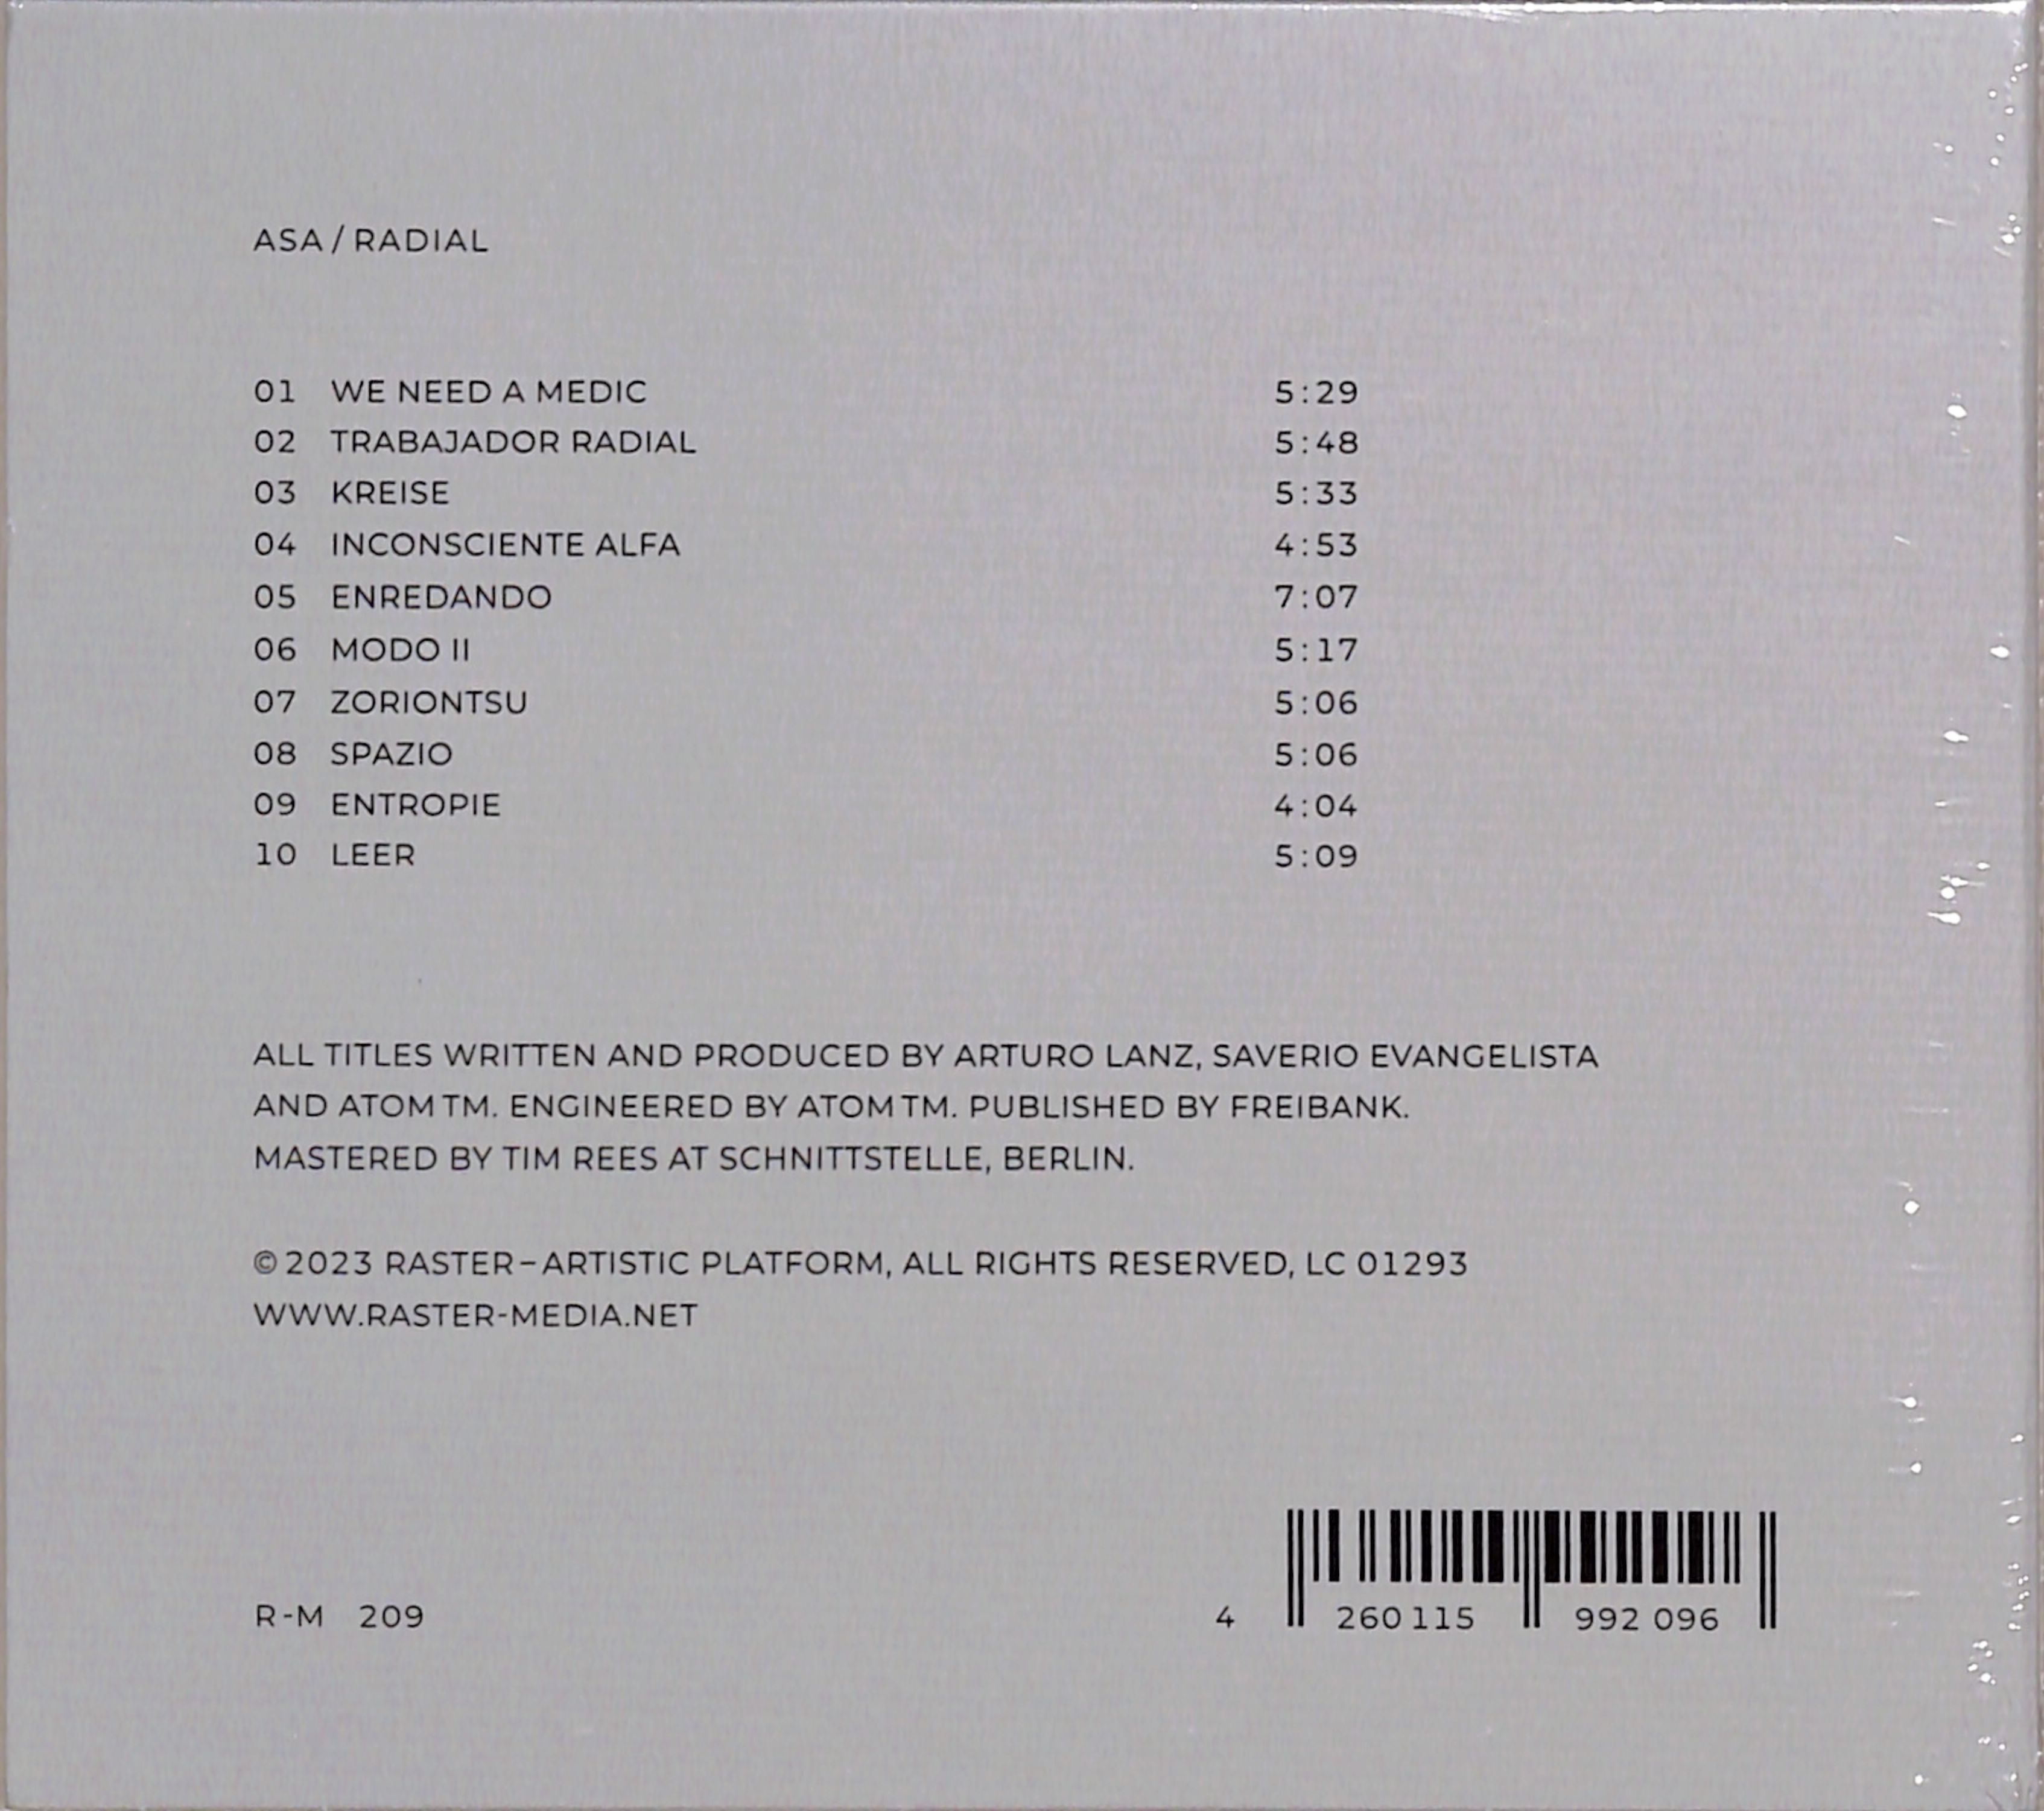 ASA / RADIAL
01 WE NEED A MEDIC 5:29
02 TRABAJADOR RADIAL 5:48
03 KREISE 5:33
04 INCONSCIENTE ALFA 4:53
05 ENREDANDO 7:07
06 MODO II 5:17
07 ZORIONTSU 5:06
08 SPAZIO 5:06
09 ENTROPIE 4:04
10 LEER 5:09
ALL TITLES WRITTEN AND PRODUCED BY ARTURO LANZ, SAVERIO EVANGELISTA
AND ATOM TM. ENGINEERED BY ATOM TM. PUBLISHED BY FREIBANK.
MASTERED BY TIM REES AT SCHNITTSTELLE, BERLIN.
© 2023 RASTER–ARTISTIC PLATFORM, ALL RIGHTS RESERVED, LC 01293
WWW.RASTER-MEDIA.NET
R-M 209 4 260 115 992 096